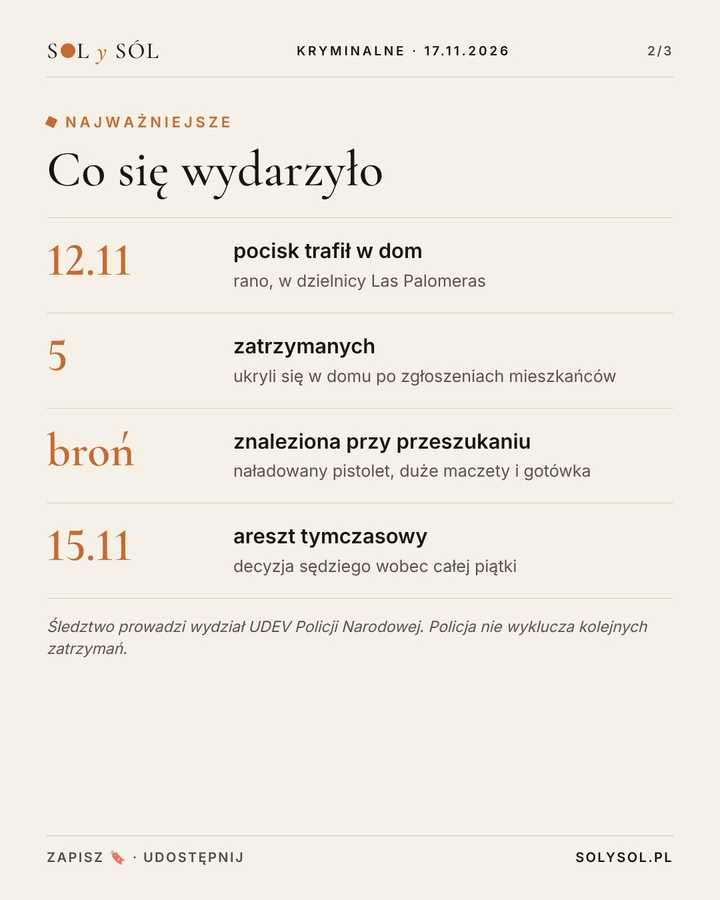 SOL y SÓL
KRYMINALNE · 17.11.2026
2/3
NAJWAŻNIEJSZE
Co się wydarzyło
12.11
pocisk trafił w dom
rano, w dzielnicy Las Palomeras
5
zatrzymanych
ukryli się w domu po zgłoszeniach mieszkańców
broń
znaleziona przy przeszukaniu
naładowany pistolet, duże maczety i gotówka
15.11
areszt tymczasowy
decyzja sędziego wobec całej piątki
Śledztwo prowadzi wydział UDEV Policji Narodowej. Policja nie wyklucza kolejnych
zatrzymań.
ZAPISZ 🔖 · UDOSTĘPNIJ
SOLYSOL.PL